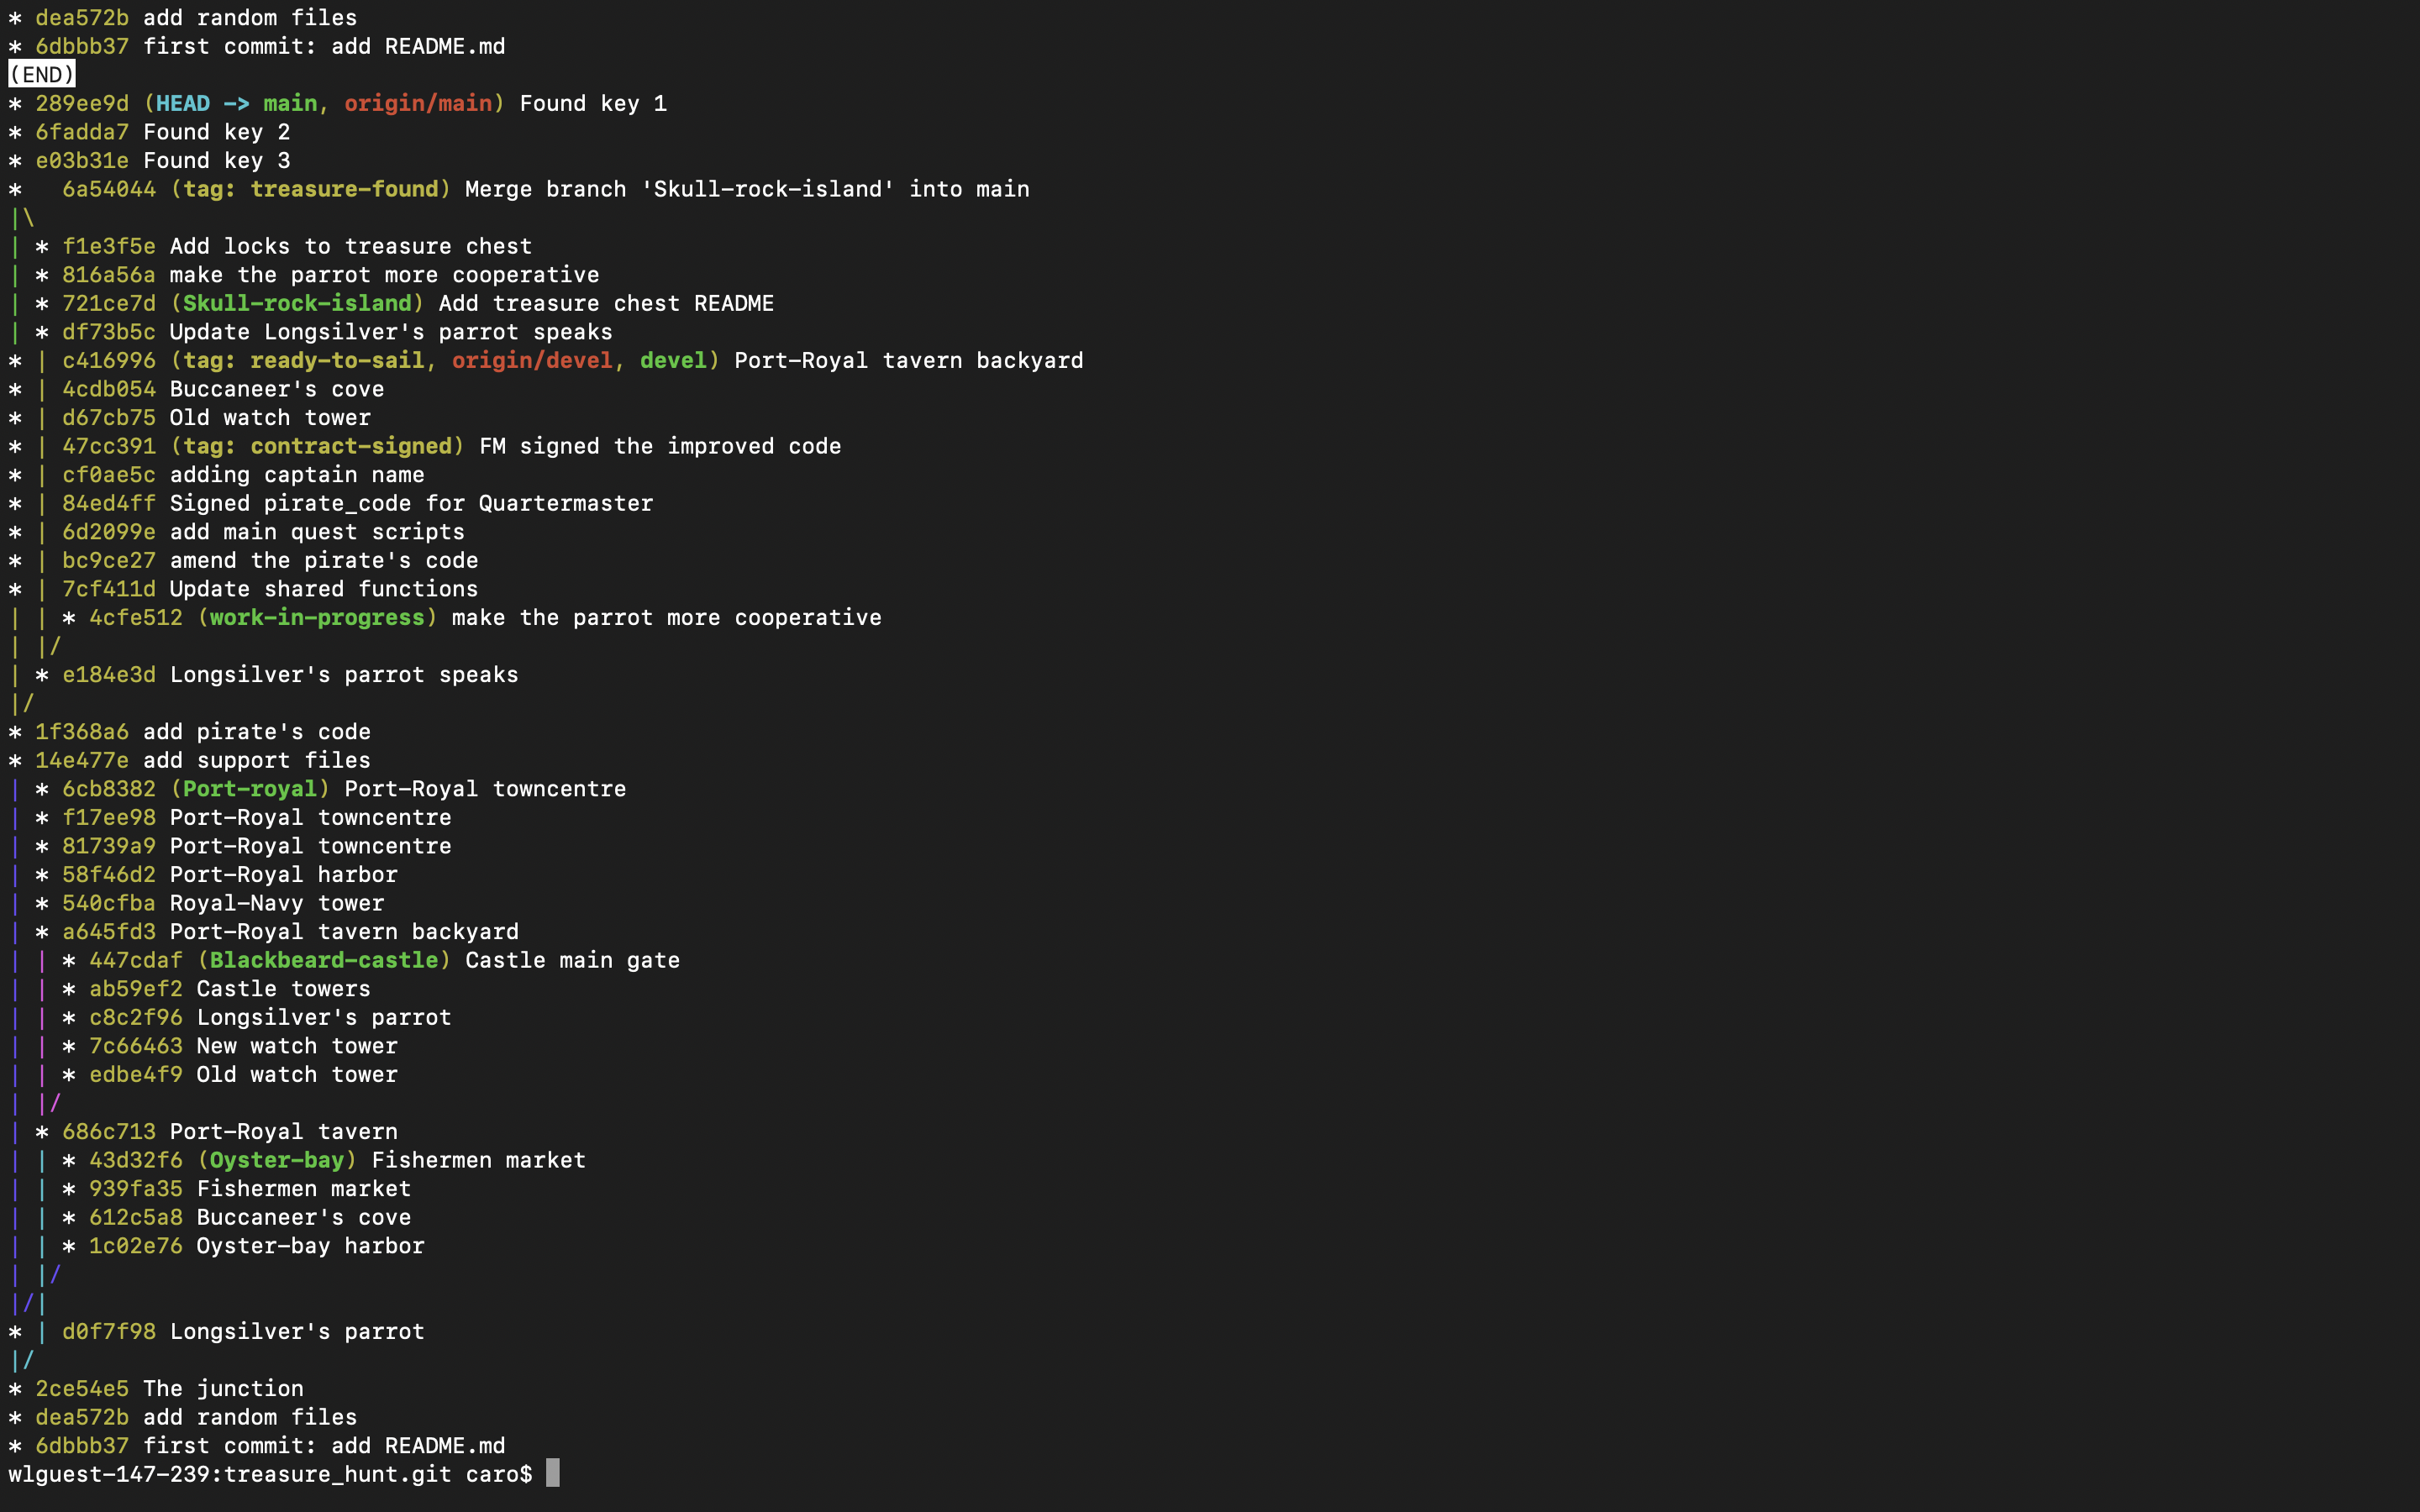 * dea572b add random files
* 6dbbb37 first commit: add README.md
(END)
* 289ee9d (HEAD -> main, origin/main) Found key 1
* 6fadda7 Found key 2
* e03b31e Found key 3
*   6a54044 (tag: treasure-found) Merge branch 'Skull-rock-island' into main
|\
| * f1e3f5e Add locks to treasure chest
| * 816a56a make the parrot more cooperative
| * 721ce7d (Skull-rock-island) Add treasure chest README
| * df73b5c Update Longsilver's parrot speaks
* | c416996 (tag: ready-to-sail, origin/devel, devel) Port-Royal tavern backyard
* | 4cdb054 Buccaneer's cove
* | d67cb75 Old watch tower
* | 47cc391 (tag: contract-signed) FM signed the improved code
* | cf0ae5c adding captain name
* | 84ed4ff Signed pirate_code for Quartermaster
* | 6d2099e add main quest scripts
* | bc9ce27 amend the pirate's code
* | 7cf411d Update shared functions
| | * 4cfe512 (work-in-progress) make the parrot more cooperative
| |/
| * e184e3d Longsilver's parrot speaks
|/
* 1f368a6 add pirate's code
* 14e477e add support files
| * 6cb8382 (Port-royal) Port-Royal towncentre
| * f17ee98 Port-Royal towncentre
| * 81739a9 Port-Royal towncentre
| * 58f46d2 Port-Royal harbor
| * 540cfba Royal-Navy tower
| * a645fd3 Port-Royal tavern backyard
| | * 447cdaf (Blackbeard-castle) Castle main gate
| | * ab59ef2 Castle towers
| | * c8c2f96 Longsilver's parrot
| | * 7c66463 New watch tower
| | * edbe4f9 Old watch tower
| |/
| * 686c713 Port-Royal tavern
| | * 43d32f6 (Oyster-bay) Fishermen market
| | * 939fa35 Fishermen market
| | * 612c5a8 Buccaneer's cove
| | * 1c02e76 Oyster-bay harbor
| |/
|/|
* | d0f7f98 Longsilver's parrot
|/
* 2ce54e5 The junction
* dea572b add random files
* 6dbbb37 first commit: add README.md
wlguest-147-239:treasure_hunt.git caro$